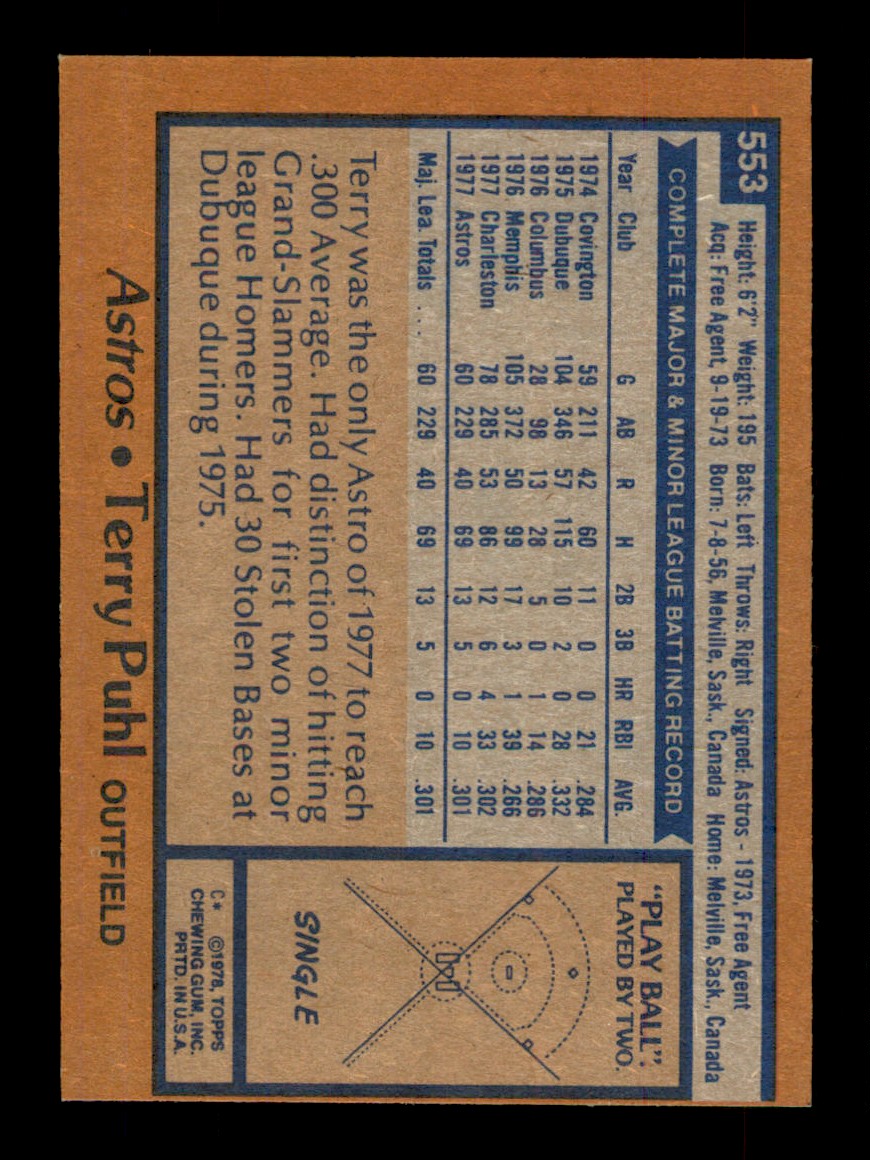 553
Height: 6'2" Weight: 195 Bats: Left Throws: Right Signed: Astros - 1973, Free Agent
Acq: Free Agent, 9-19-73 Born: 7-8-56, Melville, Sask., Canada Home: Melville, Sask., Canada
COMPLETE MAJOR & MINOR LEAGUE BATTING RECORD
Year Club G AB R H 2B 3B HR RBI AVG.
1974 Covington 59 211 42 60 11 0 0 21 .284
1975 Dubuque 104 346 57 115 10 2 0 28 .332
1976 Columbus 28 98 13 28 5 0 1 14 .286
1976 Memphis 105 372 50 99 17 3 1 39 .266
1977 Charleston 78 285 53 86 12 6 4 33 .302
1977 Astros 60 229 40 69 13 5 0 10 .301
Maj. Lea. Totals .... 60 229 40 69 13 5 0 10 .301
Terry was the only Astro of 1977 to reach
.300 Average. Had distinction of hitting
Grand-Slammers for first two minor
league Homers. Had 30 Stolen Bases at
Dubuque during 1975.
"PLAY BALL":
PLAYED BY TWO.
SINGLE
C* ©1978, TOPPS
CHEWING GUM, INC.
PRTD. IN U.S.A.
Astros • Terry Puhl OUTFIELD